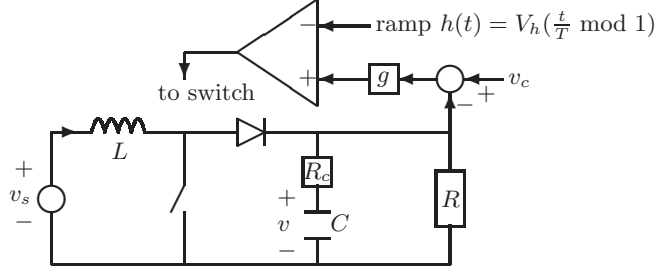 − ramp h(t) = V_h(t/T mod 1)
+ g − + v_c
to switch
L
+ v_s −
R_c
+ v −
C
R